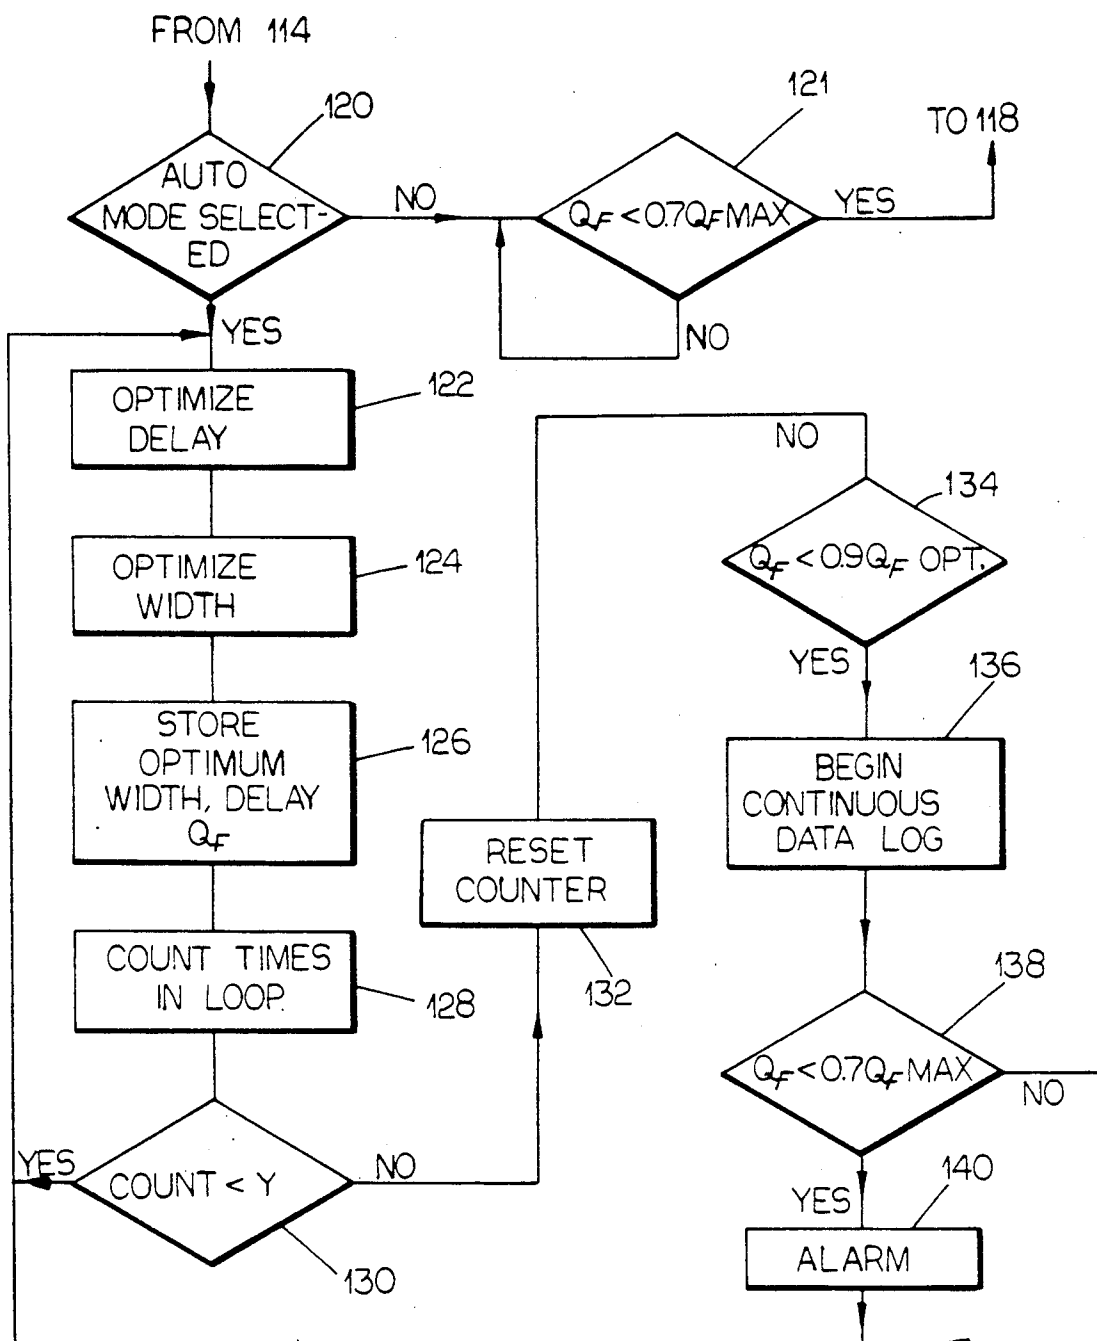 FROM 114
120
AUTO
MODE SELECT-
ED
NO
YES
121
Q_F < 0.7Q_F MAX
YES
NO
TO 118
OPTIMIZE
DELAY
122
OPTIMIZE
WIDTH
124
STORE
OPTIMUM
WIDTH, DELAY
Q_F
126
COUNT TIMES
IN LOOP.
128
COUNT < Y
YES
NO
130
RESET
COUNTER
132
NO
134
Q_F < 0.9Q_F OPT.
YES
136
BEGIN
CONTINUOUS
DATA LOG
138
Q_F < 0.7Q_F MAX
NO
YES
140
ALARM